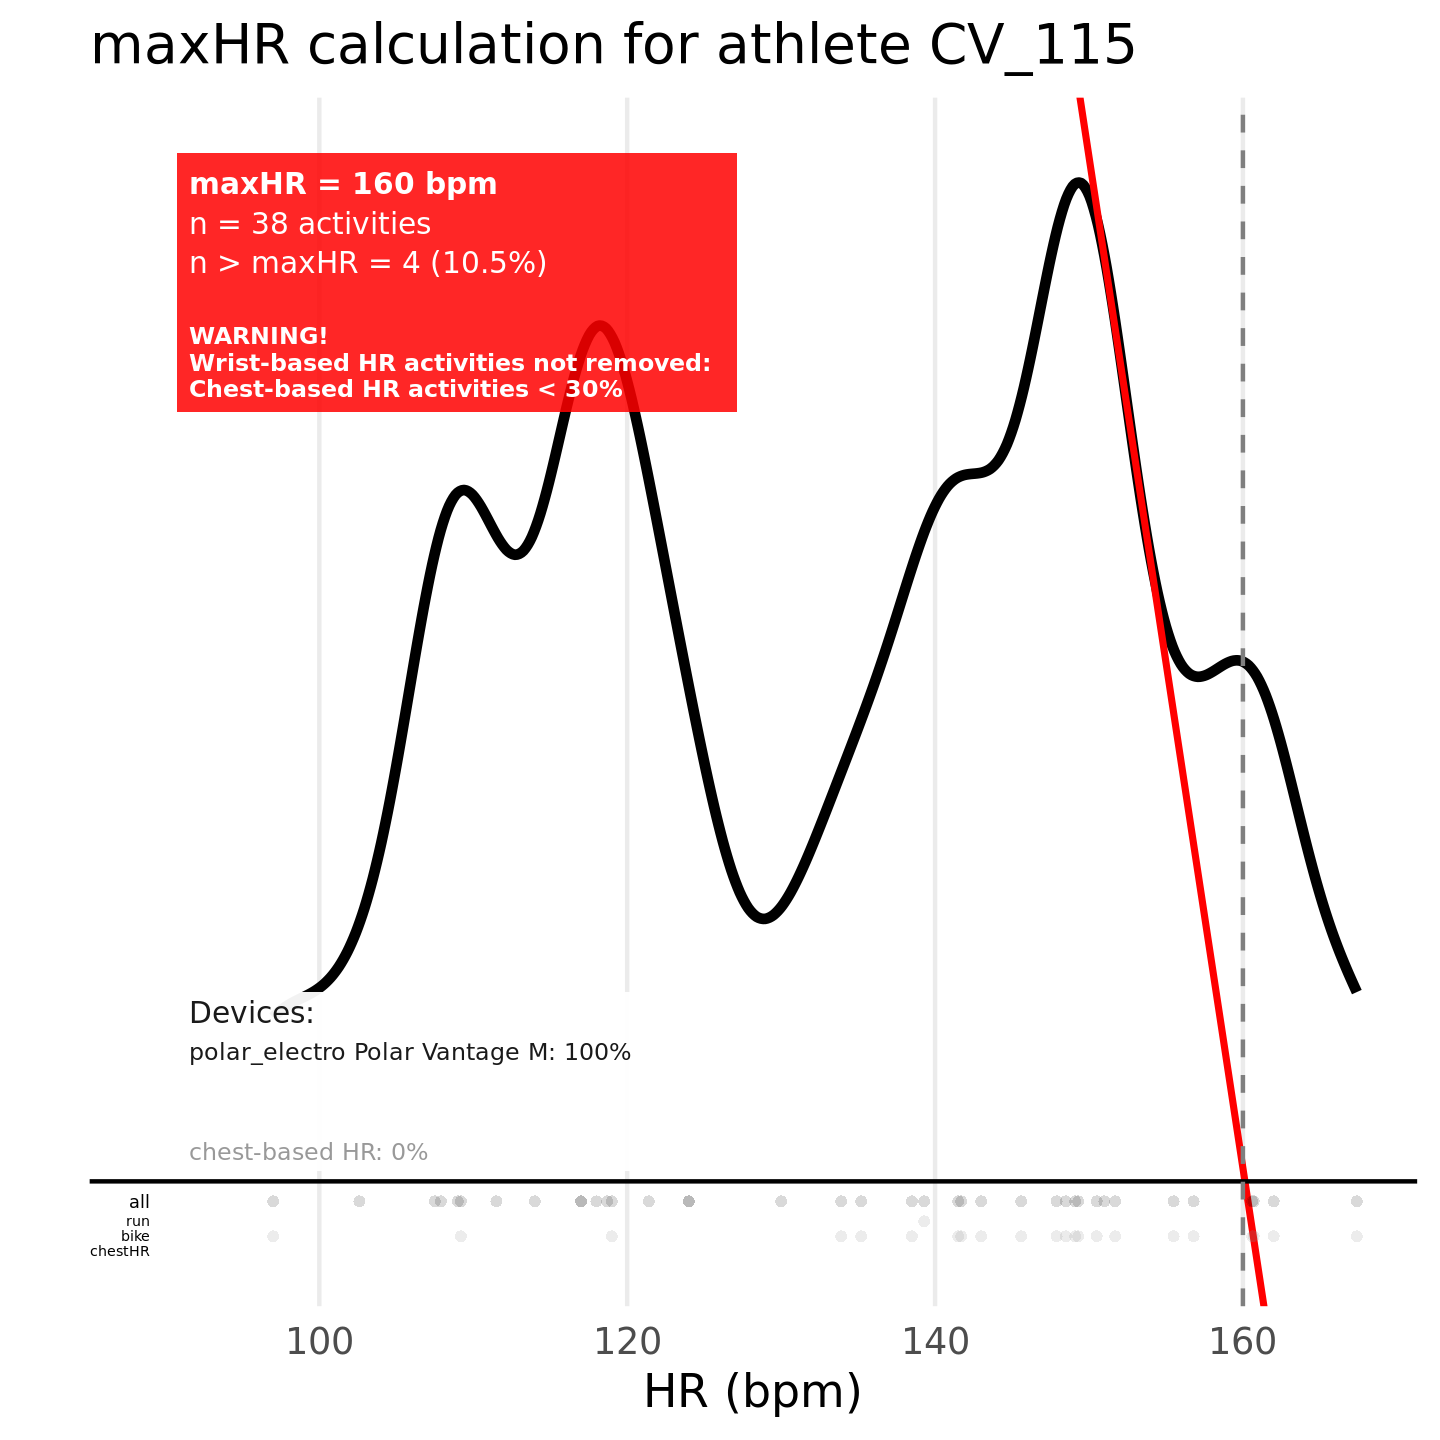 maxHR calculation for athlete CV_115
maxHR = 160 bpm
n = 38 activities
n > maxHR = 4 (10.5%)
WARNING!
Wrist-based HR activities not removed:
Chest-based HR activities < 30%
Devices:
polar_electro Polar Vantage M: 100%
chest-based HR: 0%
all
run
bike
chestHR
100 120 140 160
HR (bpm)